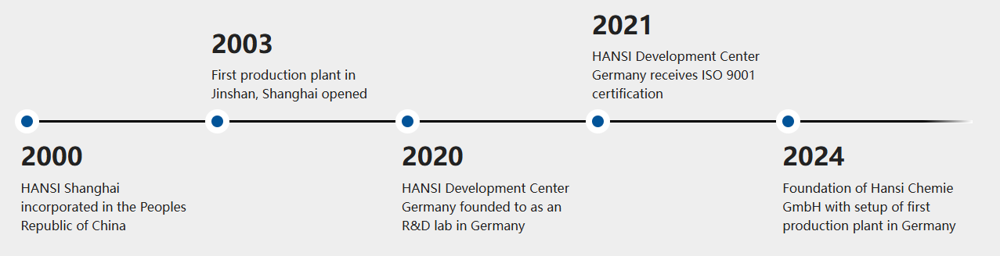 2000
HANSI Shanghai
incorporated in the Peoples
Republic of China
2003
First production plant in
Jinshan, Shanghai opened
2020
HANSI Development Center
Germany founded to as an
R&D lab in Germany
2021
HANSI Development Center
Germany receives ISO 9001
certification
2024
Foundation of Hansi Chemie
GmbH with setup of first
production plant in Germany